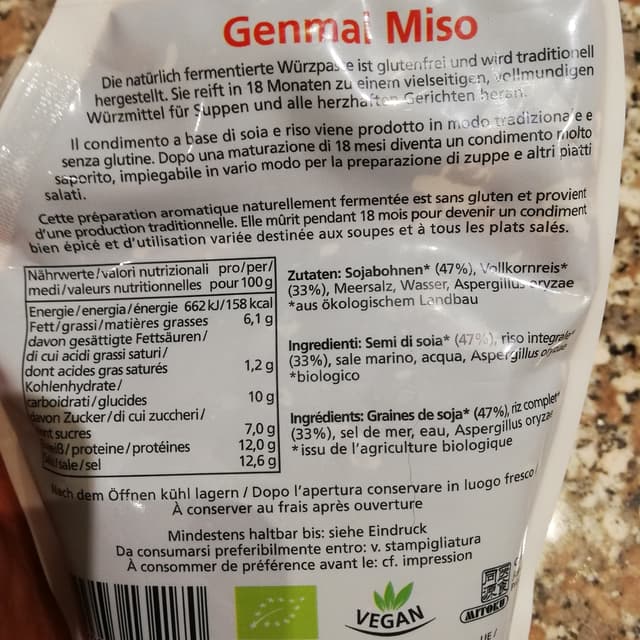 Genmai Miso
Die natürlich fermentierte Würzpaste ist glutenfrei und wird traditionell
hergestellt. Sie reift in 18 Monaten zu einem vielseitigen, vollmundigen
Würzmittel für Suppen und alle herzhaften Gerichten heran.
Il condimento a base di soia e riso viene prodotto in modo tradizionale e
senza glutine. Dopo una maturazione di 18 mesi diventa un condimento molto
saporito, impiegabile in vario modo per la preparazione di zuppe e altri piatti
salati.
Cette préparation aromatique naturellement fermentée est sans gluten et provient
d'une production traditionnelle. Elle mûrit pendant 18 mois pour devenir un condiment
bien épicé et d'utilisation variée destinée aux soupes et à tous les plats salés.
Nährwerte/valori nutrizionali pro/per/
medi/valeurs nutritionnelles pour 100 g
Energie/energia/énergie 662 kJ/158 kcal
Fett/grassi/matières grasses 6,1 g
davon gesättigte Fettsäuren/
di cui acidi grassi saturi/
dont acides gras saturés 1,2 g
Kohlenhydrate/
carboidrati/glucides 10 g
davon Zucker/di cui zuccheri/
dont sucres 7,0 g
Eiweiß/proteine/protéines 12,0 g
Salz/sale/sel 12,6 g
Zutaten: Sojabohnen* (47%), Vollkornreis*
(33%), Meersalz, Wasser, Aspergillus oryzae
*aus ökologischem Landbau
Ingredienti: Semi di soia* (47%), riso integrale*
(33%), sale marino, acqua, Aspergillus oryzae
*biologico
Ingrédients: Graines de soja* (47%), riz complet*
(33%), sel de mer, eau, Aspergillus oryzae
*issu de l'agriculture biologique
Nach dem Öffnen kühl lagern / Dopo l'apertura conservare in luogo fresco
À conserver au frais après ouverture
Mindestens haltbar bis: siehe Eindruck
Da consumarsi preferibilmente entro: v. stampigliatura
À consommer de préférence avant le: cf. impression
VEGAN
MITOKU